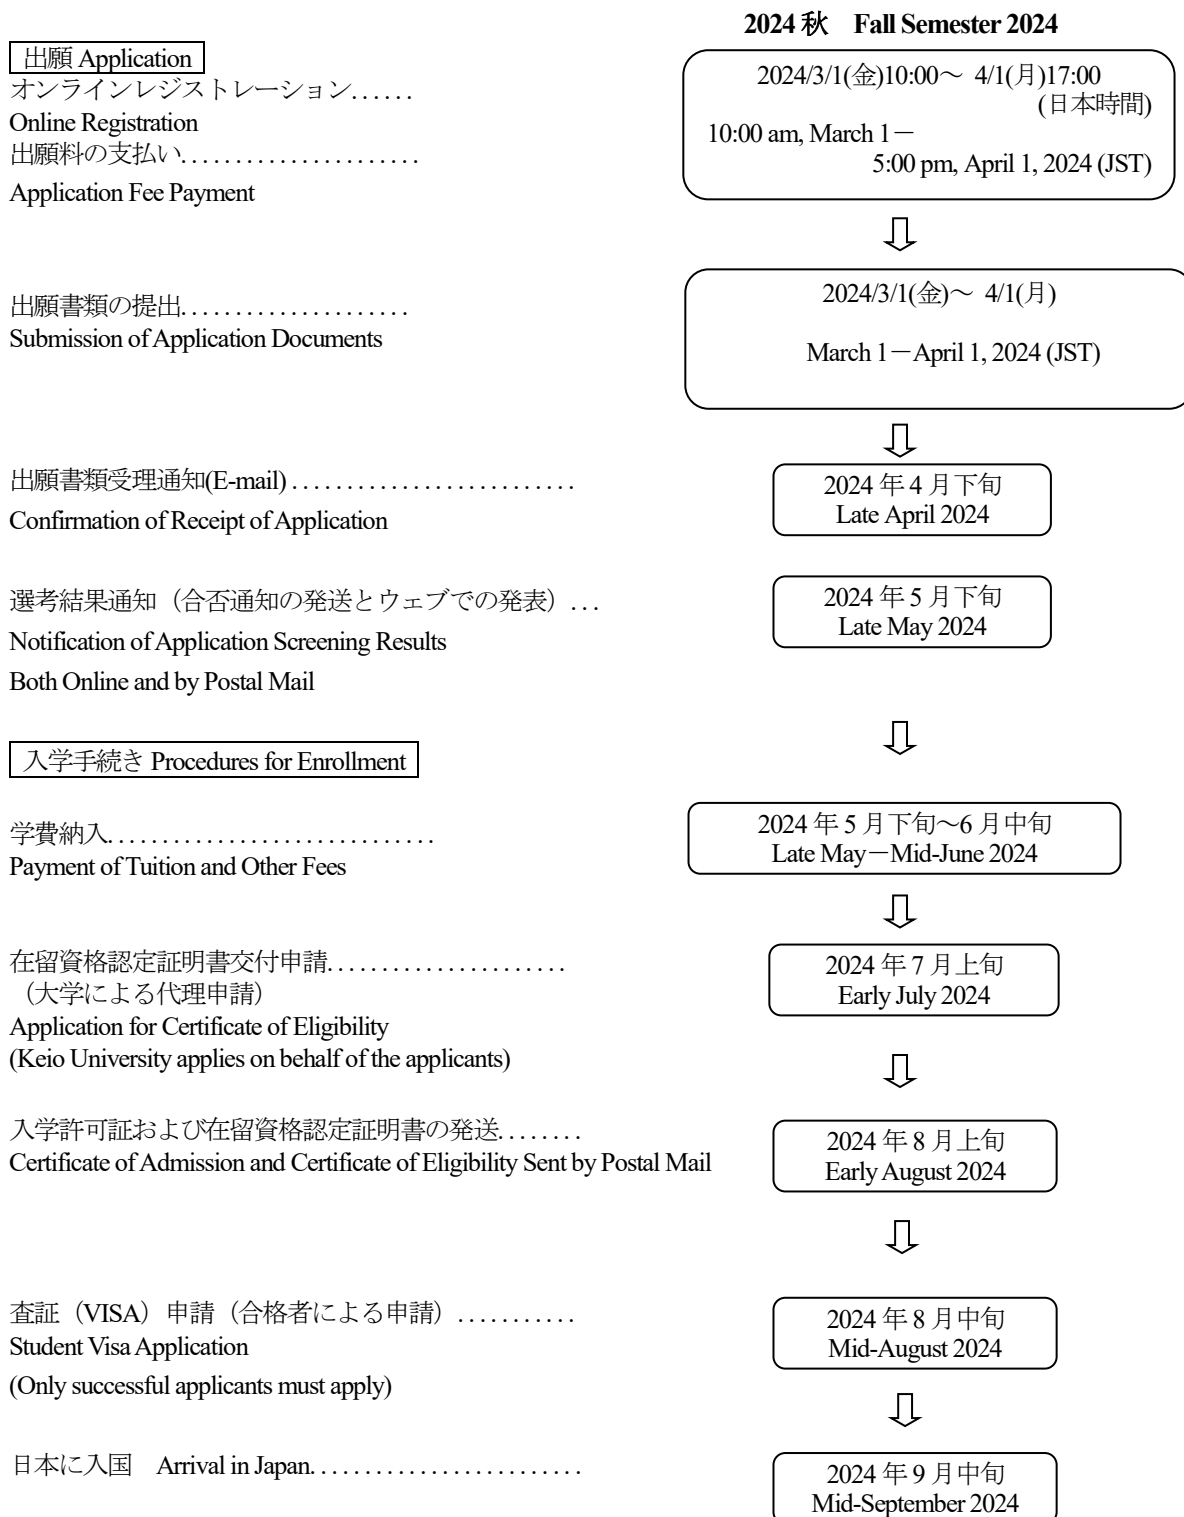 2024 秋　Fall Semester 2024
出願 Application
オンラインレジストレーション......
Online Registration
出願料の支払い......................
Application Fee Payment
2024/3/1(金)10:00～ 4/1(月)17:00
(日本時間)
10:00 am, March 1－
5:00 pm, April 1, 2024 (JST)
出願書類の提出.....................
Submission of Application Documents
2024/3/1(金)～ 4/1(月)
March 1－April 1, 2024 (JST)
出願書類受理通知(E-mail)..........................
Confirmation of Receipt of Application
2024 年 4 月下旬
Late April 2024
選考結果通知（合否通知の発送とウェブでの発表）...
Notification of Application Screening Results
Both Online and by Postal Mail
2024 年 5 月下旬
Late May 2024
入学手続き Procedures for Enrollment
学費納入..............................
Payment of Tuition and Other Fees
2024 年 5 月下旬～6 月中旬
Late May－Mid-June 2024
在留資格認定証明書交付申請......................
（大学による代理申請）
Application for Certificate of Eligibility
(Keio University applies on behalf of the applicants)
2024 年 7 月上旬
Early July 2024
入学許可証および在留資格認定証明書の発送........
Certificate of Admission and Certificate of Eligibility Sent by Postal Mail
2024 年 8 月上旬
Early August 2024
査証（VISA）申請（合格者による申請）...........
Student Visa Application
(Only successful applicants must apply)
2024 年 8 月中旬
Mid-August 2024
日本に入国　Arrival in Japan.........................
2024 年 9 月中旬
Mid-September 2024